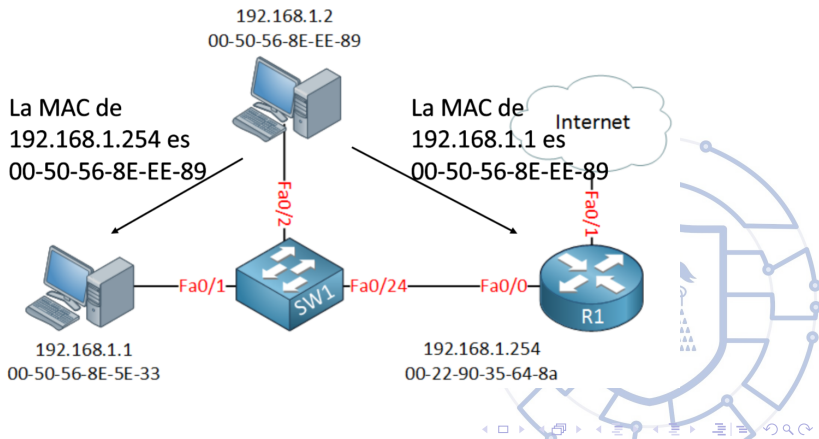 192.168.1.2
00-50-56-8E-EE-89
La MAC de
192.168.1.254 es
00-50-56-8E-EE-89
La MAC de
192.168.1.1 es
00-50-56-8E-EE-89
Internet
Fa0/2
Fa0/1
Fa0/1
SW1
Fa0/24
Fa0/0
R1
192.168.1.1
00-50-56-8E-5E-33
192.168.1.254
00-22-90-35-64-8a